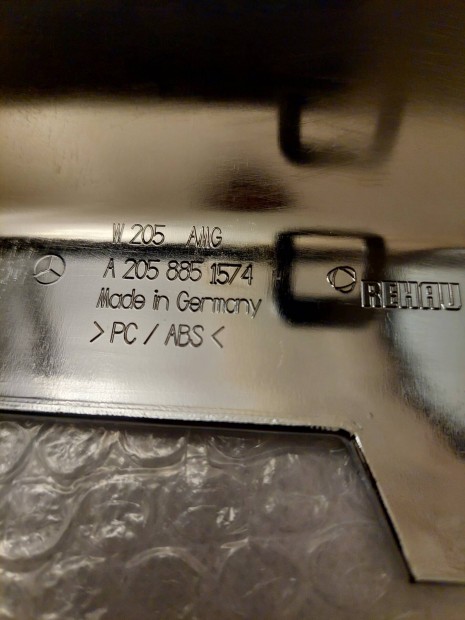 W 205 AMG
A 205 885 1574
Made in Germany
>PC / ABS<
REHAU